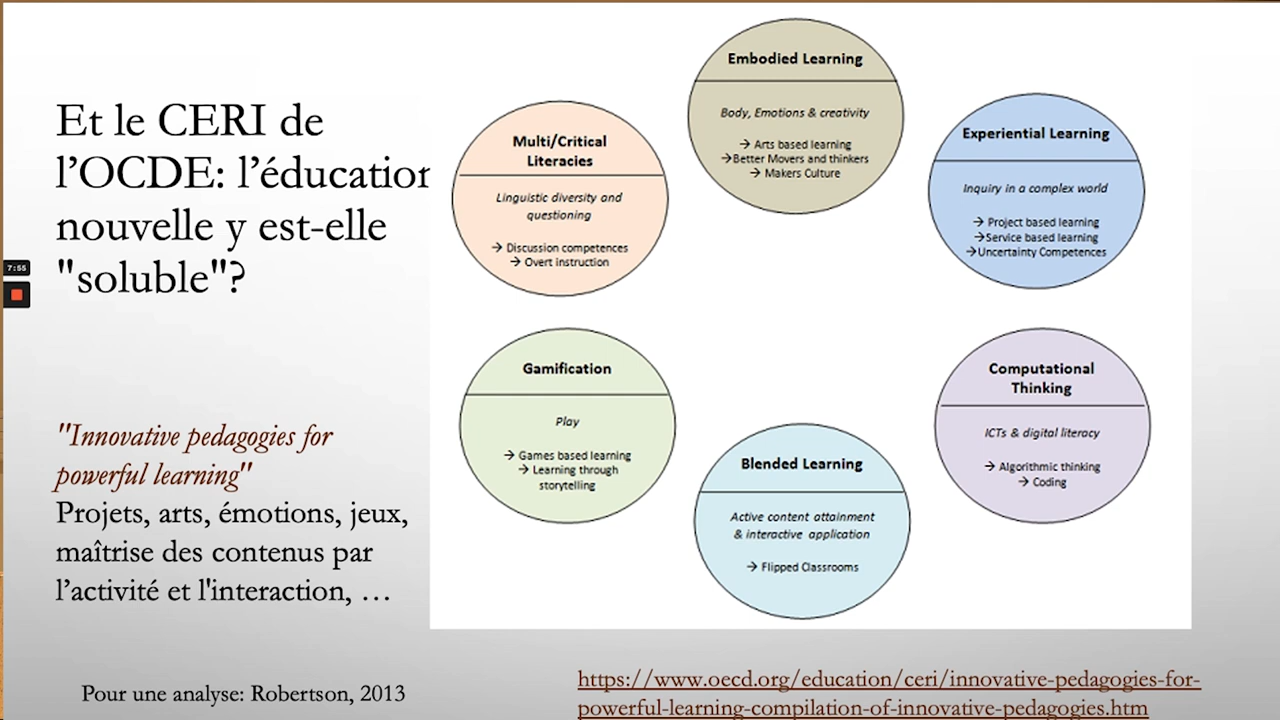 Et le CERI de
l’OCDE: l’éducation
nouvelle y est-elle
"soluble"?
7:55
"Innovative pedagogies for
powerful learning"
Projets, arts, émotions, jeux,
maîtrise des contenus par
l’activité et l'interaction, …
Pour une analyse: Robertson, 2013
Embodied Learning
Body, Emotions & creativity
→ Arts based learning
→Better Movers and thinkers
→ Makers Culture
Multi/Critical
Literacies
Linguistic diversity and
questioning
→ Discussion competences
→ Overt instruction
Experiential Learning
Inquiry in a complex world
→ Project based learning
→Service based learning
→Uncertainty Competences
Gamification
Play
→ Games based learning
→ Learning through
storytelling
Computational
Thinking
ICTs & digital literacy
→ Algorithmic thinking
→ Coding
Blended Learning
Active content attainment
& interactive application
→ Flipped Classrooms
https://www.oecd.org/education/ceri/innovative-pedagogies-for-
powerful-learning-compilation-of-innovative-pedagogies.htm